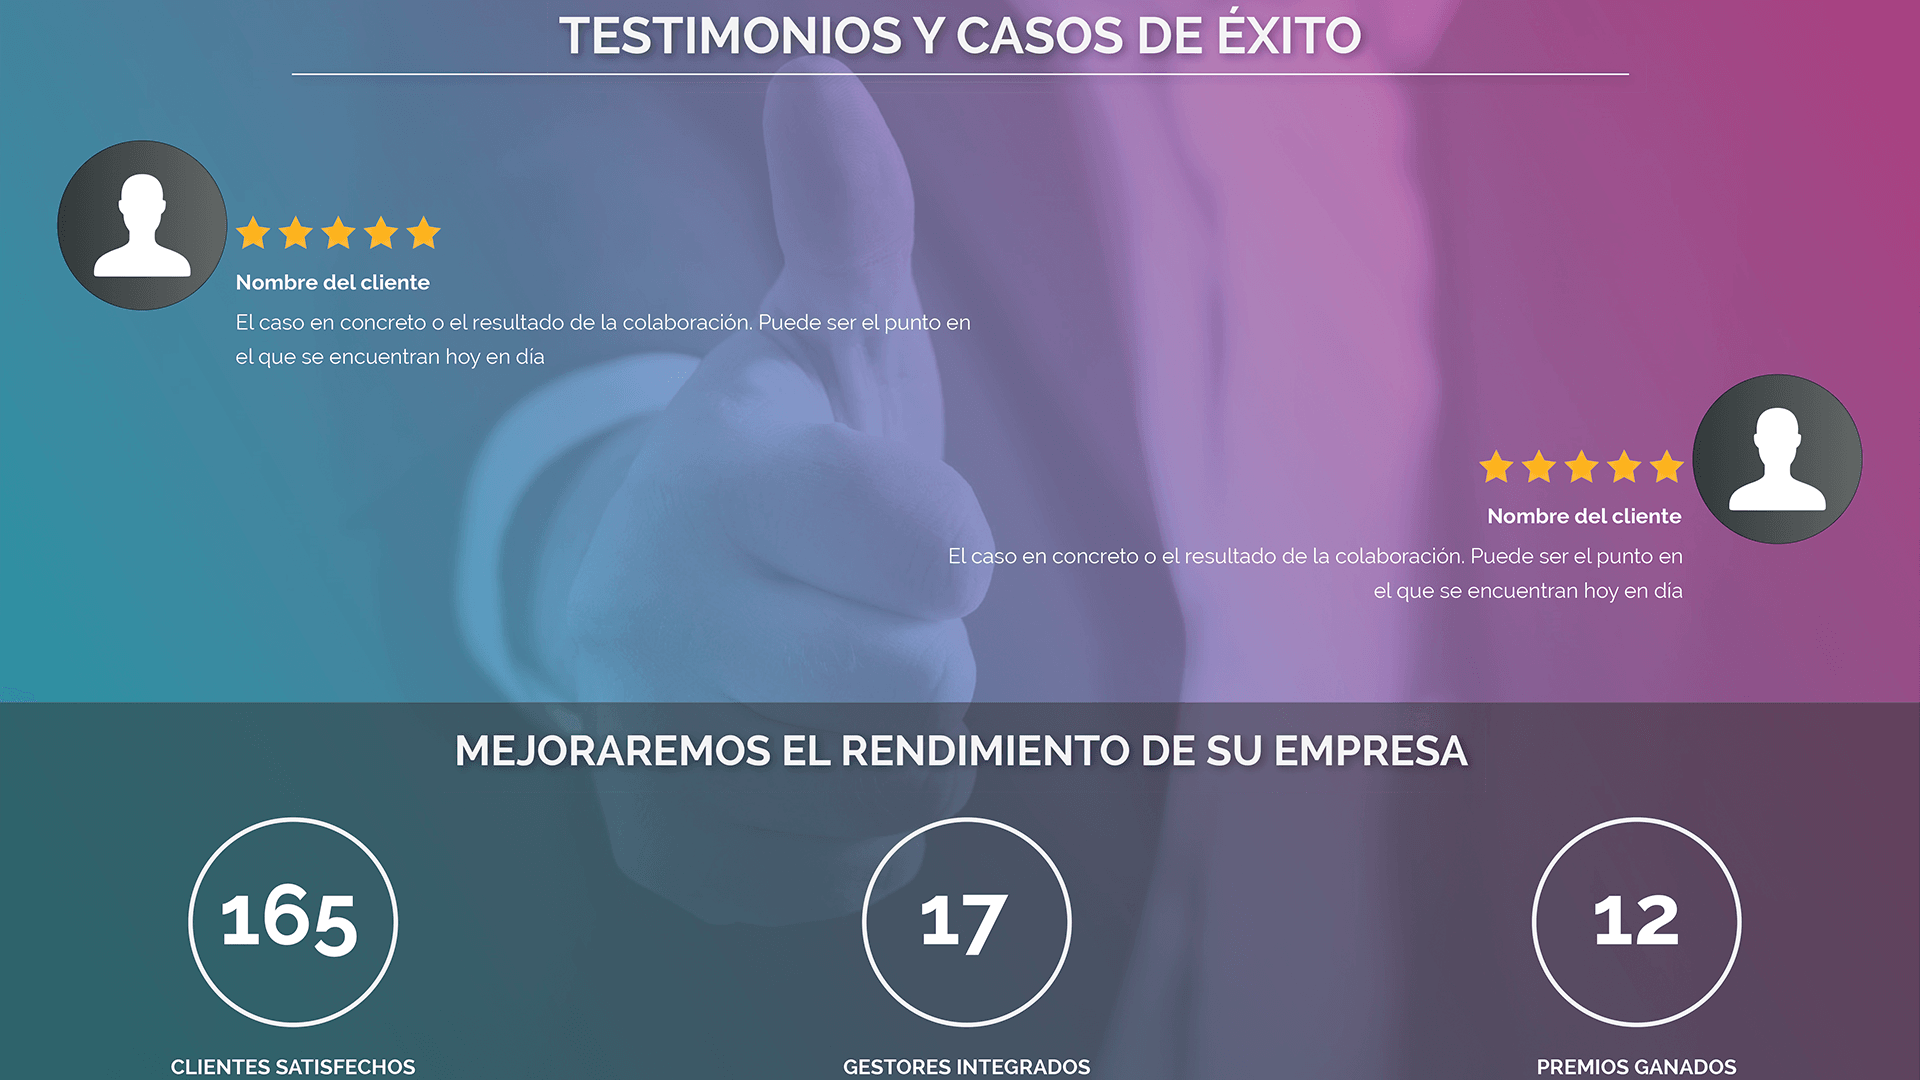 TESTIMONIOS Y CASOS DE ÉXITO
Nombre del cliente
El caso en concreto o el resultado de la colaboración. Puede ser el punto en
el que se encuentran hoy en día
Nombre del cliente
El caso en concreto o el resultado de la colaboración. Puede ser el punto en
el que se encuentran hoy en día
MEJORAREMOS EL RENDIMIENTO DE SU EMPRESA
165
17
12
CLIENTES SATISFECHOS
GESTORES INTEGRADOS
PREMIOS GANADOS